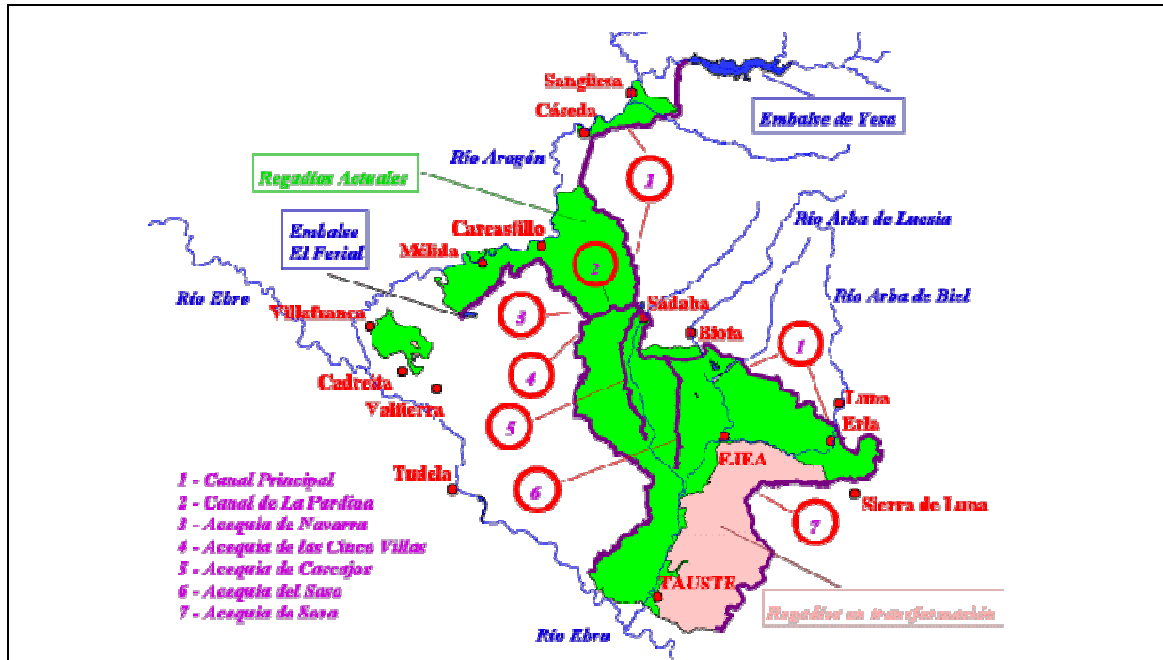 Sangüesa
Cáseda
Embalse de Yesa
Río Aragón
1
Regadíos Actuales
Río Arba de Luesia
Embalse
El Ferial
Carcastillo
Mélida
2
Río Ebro
Río Arba de Biel
Villafranca
3
Sádaba
Biota
1
4
Cadreita
Valtierra
Luna
5
Erla
EJEA
Tudela
6
Sierra de Luna
7
1 - Canal Principal
2 - Canal de La Pardina
3 - Acequia de Navarra
4 - Acequia de las Cinco Villas
5 - Acequia de Cascajos
6 - Acequia del Saso
7 - Acequia de Sora
TAUSTE
Regadíos en transformación
Río Ebro